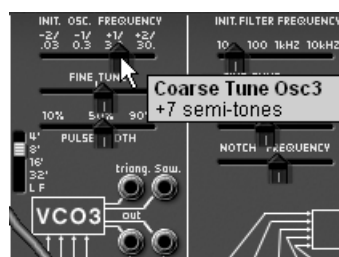 INIT. OSC. FREQUENCY
-2/ -1/ +1/ +2/
.03 0.3 3. 30.
FINE TUNE
10% 50% 90%
PULSE WIDTH
4'
8'
16'
32'
L F
triang. Saw.
VCO3
out
INIT. FILTER FREQUENCY
10 100 1kHZ 10kHZ
Coarse Tune Osc3
+7 semi-tones
NOTCH FREQUENCY